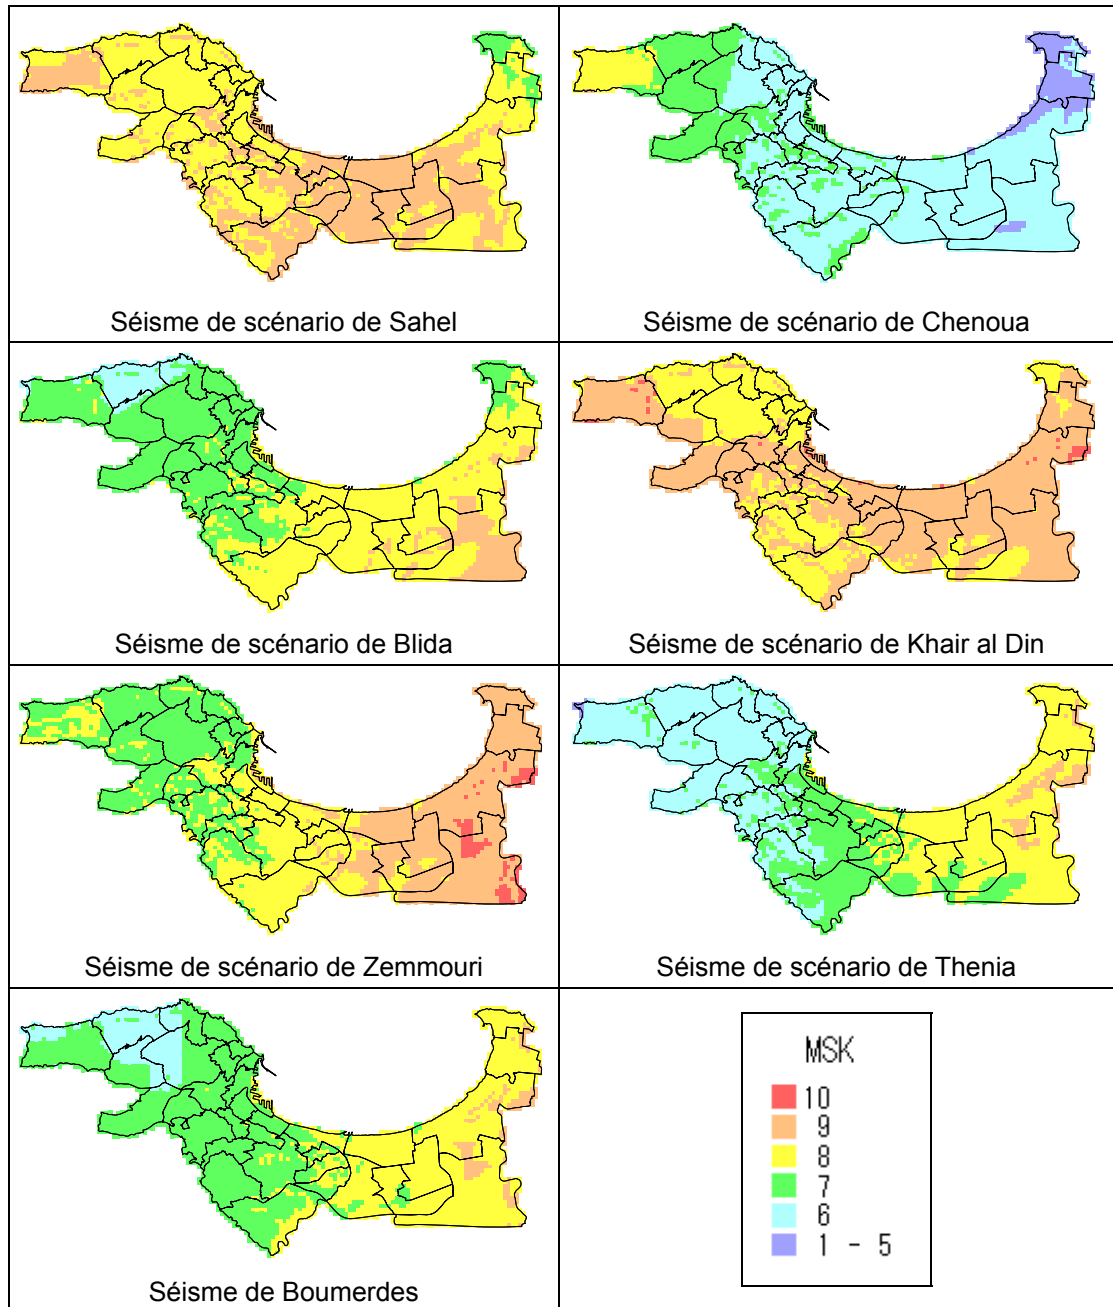 Séisme de scénario de Sahel
Séisme de scénario de Chenoua
Séisme de scénario de Blida
Séisme de scénario de Khair al Din
Séisme de scénario de Zemmouri
Séisme de scénario de Thenia
Séisme de Boumerdes
MSK
10
9
8
7
6
1 - 5